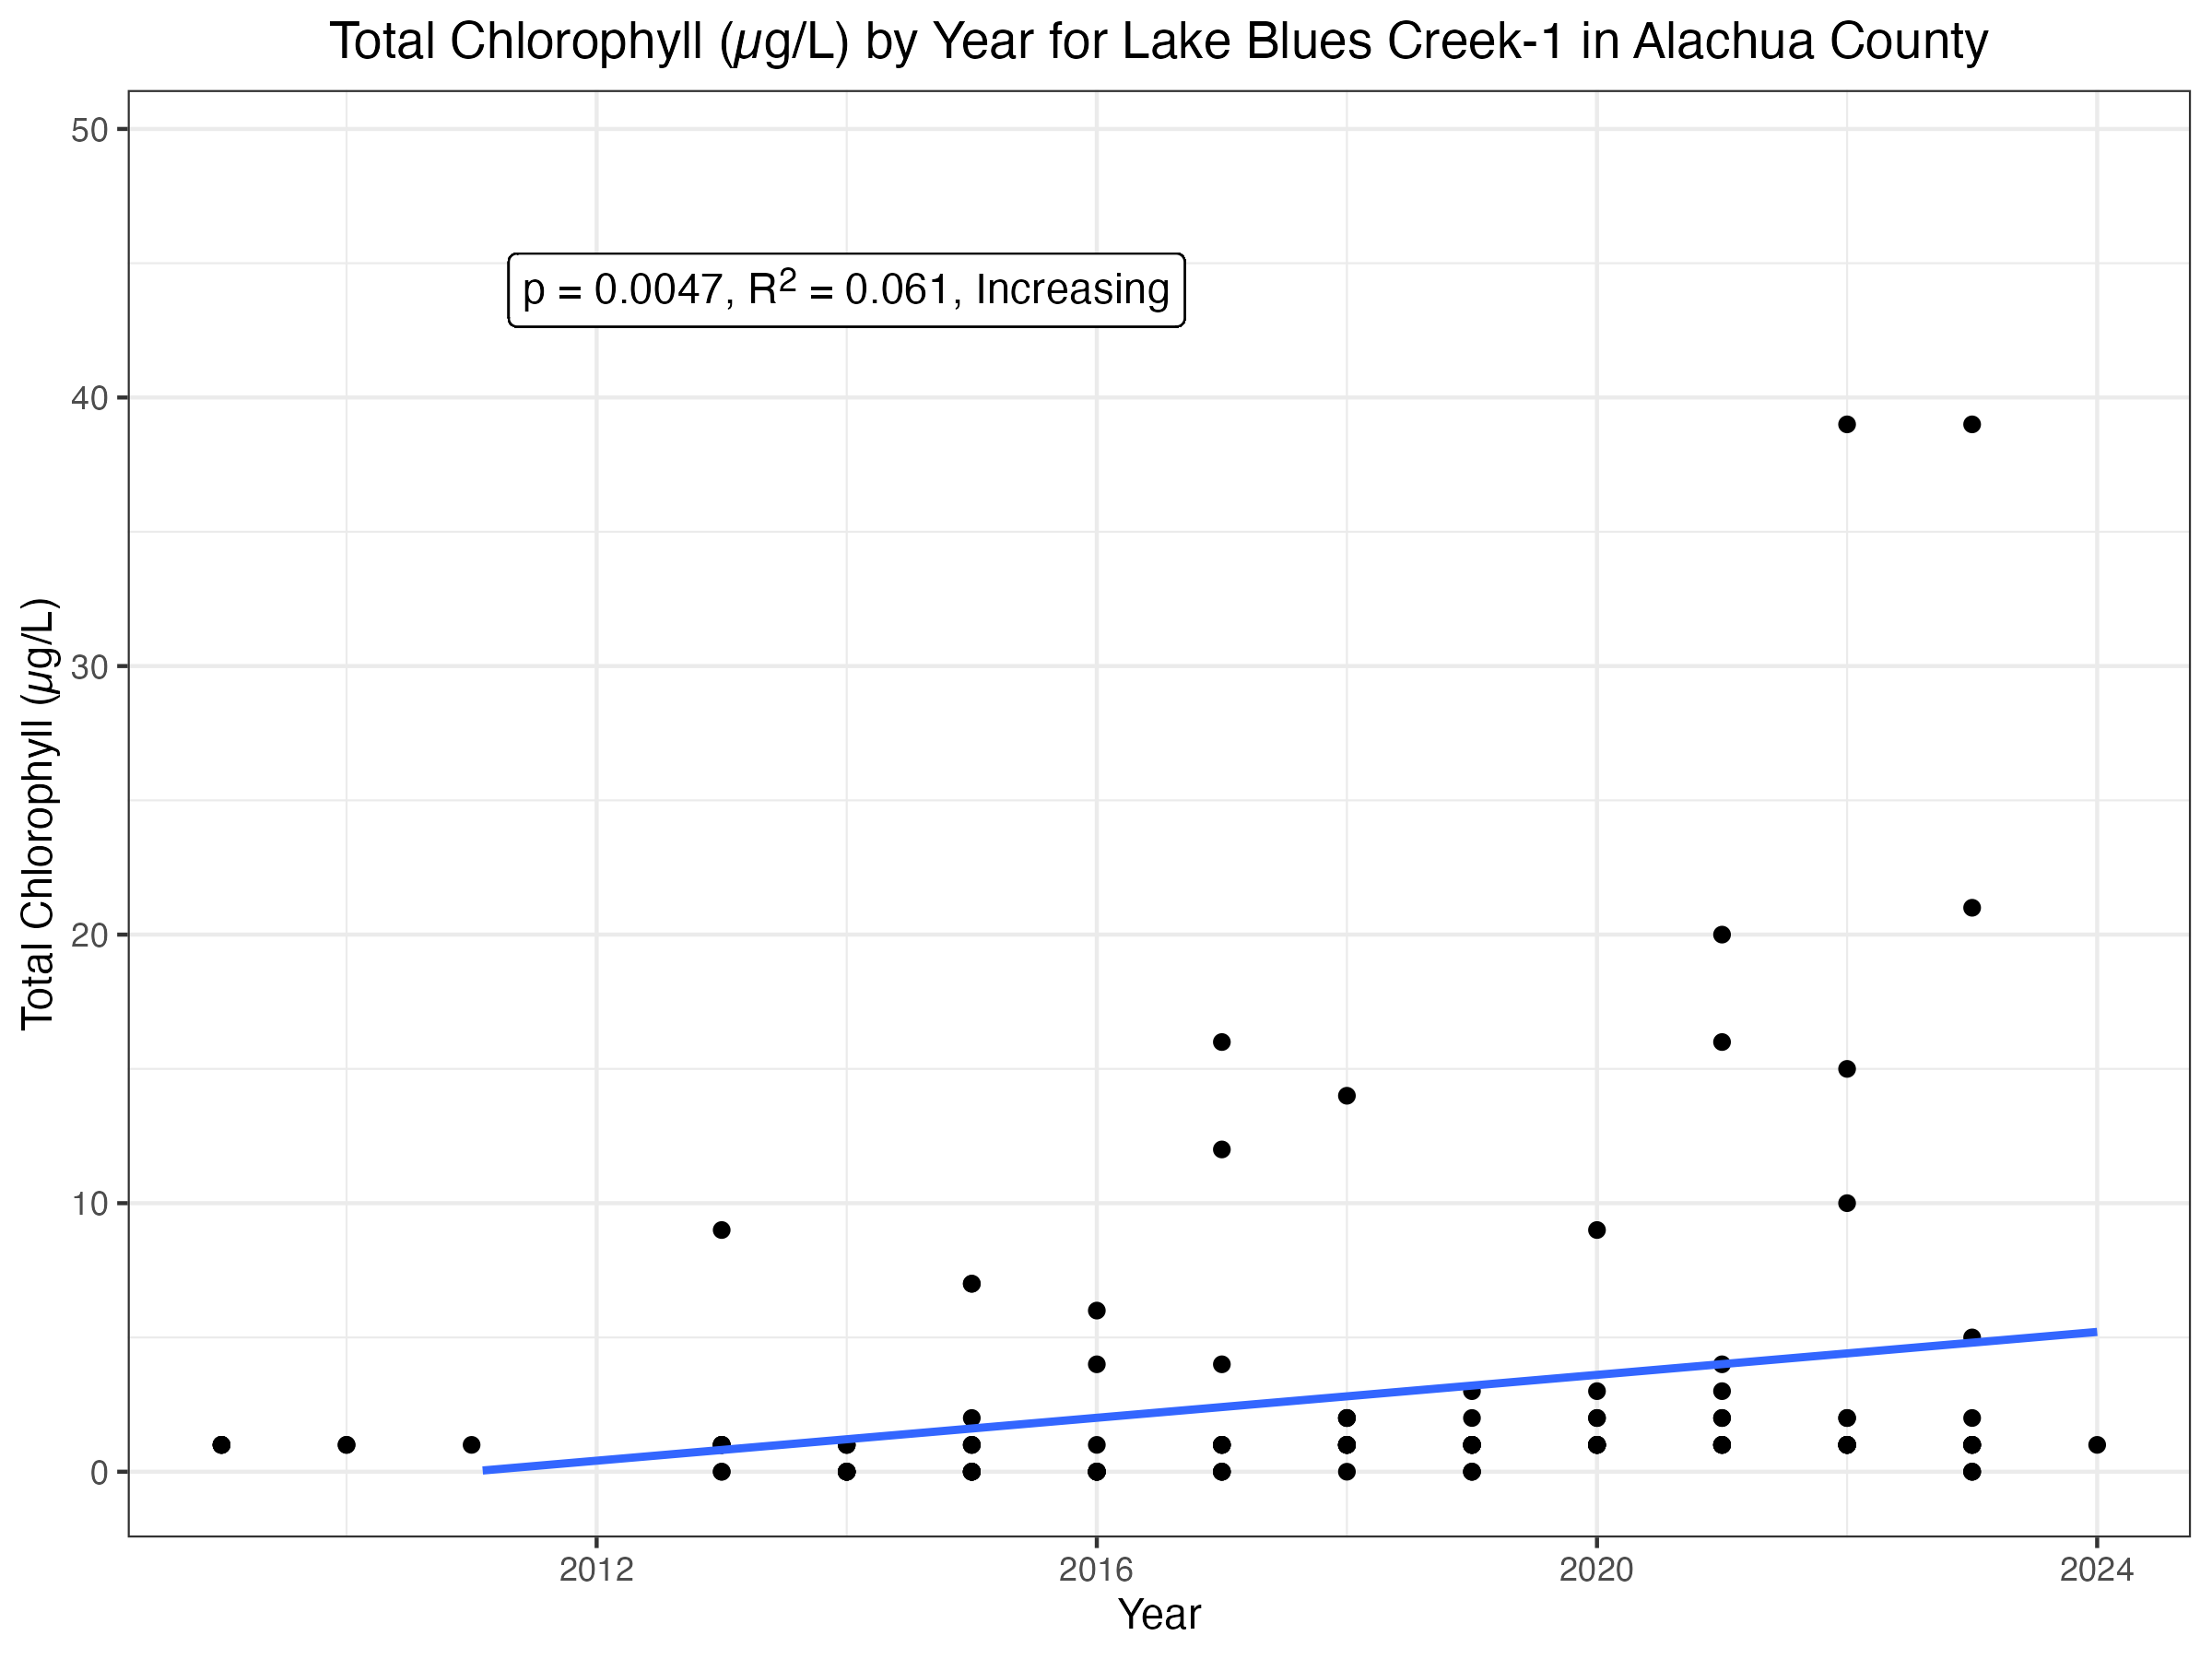 Total Chlorophyll (µg/L) by Year for Lake Blues Creek-1 in Alachua County
50
p = 0.0047, R² = 0.061, Increasing
40
30
20
10
0
Total Chlorophyll (µg/L)
2012 2016 2020 2024
Year